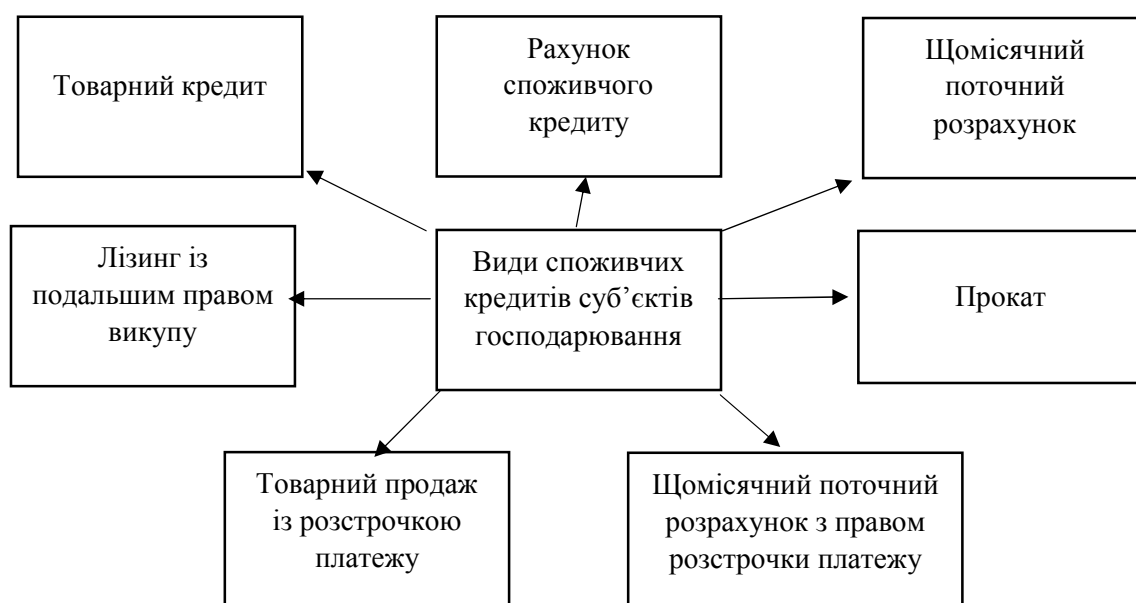 Товарний кредит
Рахунок
споживчого
кредиту
Щомісячний
поточний
розрахунок
Лізинг із
подальшим правом
викупу
Види споживчих
кредитів суб’єктів
господарювання
Прокат
Товарний продаж
із розстрочкою
платежу
Щомісячний поточний
розрахунок з правом
розстрочки платежу